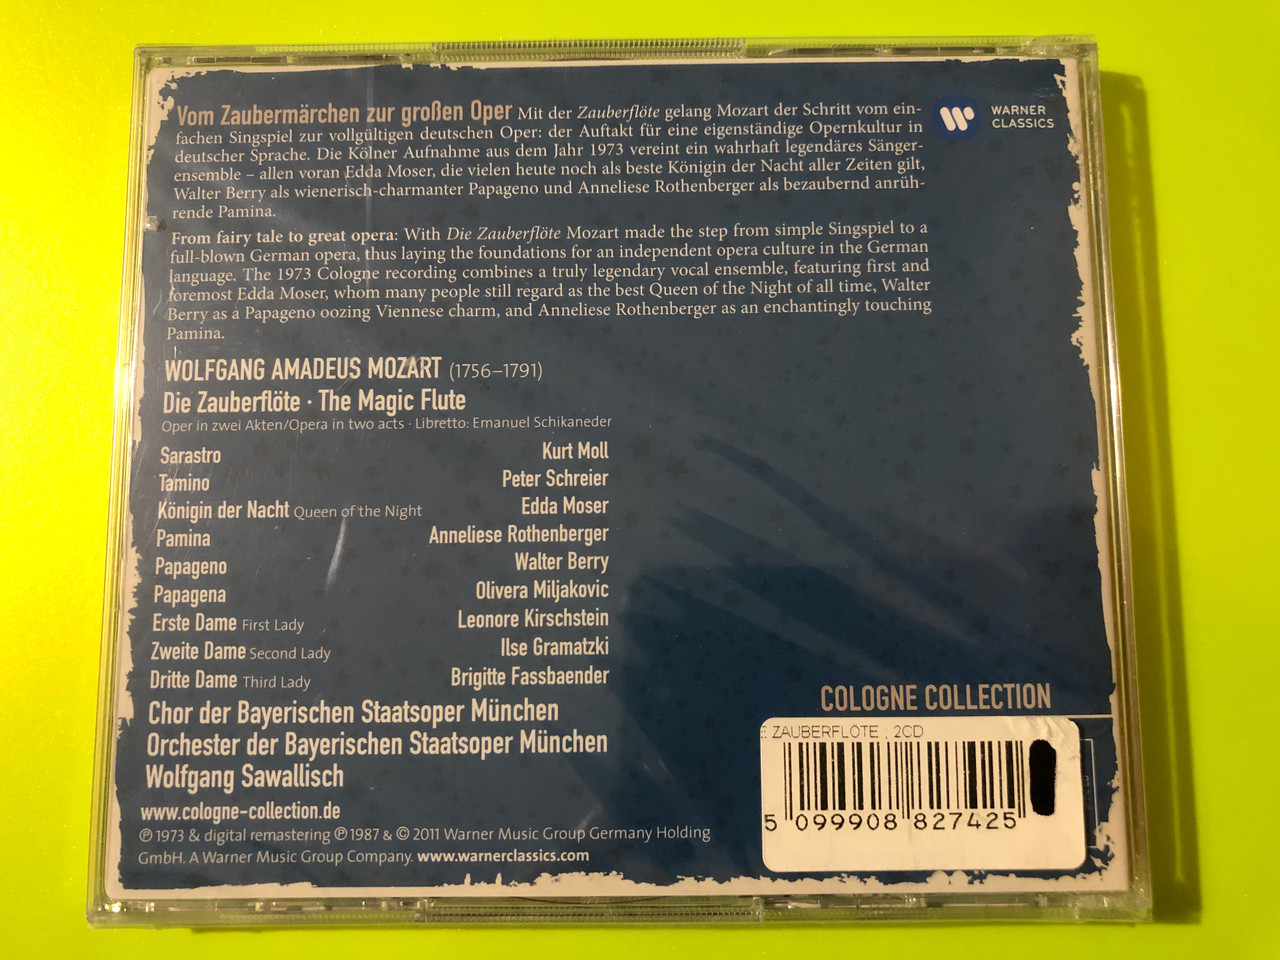 Vom Zaubermärchen zur großen Oper Mit der Zauberflöte gelang Mozart der Schritt vom ein-
fachen Singspiel zur vollgültigen deutschen Oper: der Auftakt für eine eigenständige Opernkultur in
deutscher Sprache. Die Kölner Aufnahme aus dem Jahr 1973 vereint ein wahrhaft legendäres Sänger-
ensemble – allen voran Edda Moser, die vielen heute noch als beste Königin der Nacht aller Zeiten gilt,
Walter Berry als wienerisch-charmanter Papageno und Anneliese Rothenberger als bezaubernd anrüh-
rende Pamina.
WARNER
CLASSICS
From fairy tale to great opera: With Die Zauberflöte Mozart made the step from simple Singspiel to a
full-blown German opera, thus laying the foundations for an independent opera culture in the German
language. The 1973 Cologne recording combines a truly legendary vocal ensemble, featuring first and
foremost Edda Moser, whom many people still regard as the best Queen of the Night of all time, Walter
Berry as a Papageno oozing Viennese charm, and Anneliese Rothenberger as an enchantingly touching
Pamina.
WOLFGANG AMADEUS MOZART (1756–1791)
Die Zauberflöte · The Magic Flute
Oper in zwei Akten/Opera in two acts · Libretto: Emanuel Schikaneder
Sarastro Kurt Moll
Tamino Peter Schreier
Königin der Nacht Queen of the Night Edda Moser
Pamina Anneliese Rothenberger
Papageno Walter Berry
Papagena Olivera Miljakovic
Erste Dame First Lady Leonore Kirschstein
Zweite Dame Second Lady Ilse Gramatzki
Dritte Dame Third Lady Brigitte Fassbaender
Chor der Bayerischen Staatsoper München
Orchester der Bayerischen Staatsoper München
Wolfgang Sawallisch
www.cologne-collection.de
℗ 1973 & digital remastering ℗ 1987 & © 2011 Warner Music Group Germany Holding
GmbH. A Warner Music Group Company. www.warnerclassics.com
COLOGNE COLLECTION
ZAUBERFLÖTE ; 2CD
5 099908 827425